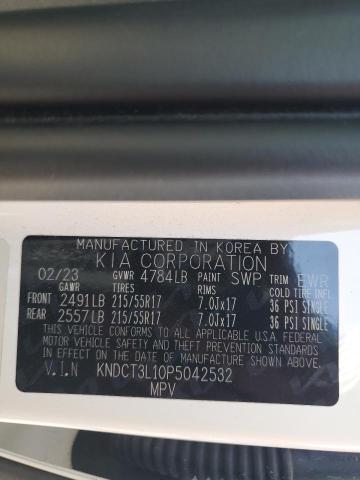 MANUFACTURED IN KOREA BY
KIA CORPORATION
02/23 GVWR 4784LB PAINT SWP TRIM EWR
GAWR TIRES RIMS COLD TIRE INFL
FRONT 2491LB 215/55R17 7.0JX17 36 PSI SINGLE
REAR 2557LB 215/55R17 7.0JX17 36 PSI SINGLE
THIS VEHICLE CONFORMS TO ALL APPLICABLE U.S.A FEDERAL
MOTOR VEHICLE SAFETY AND THEFT PREVENTION STANDARDS
IN EFFECT ON THE DATE OF MANUFACTURE SHOWN ABOVE.
V.I.N KNDCT3L10P5042532
MPV